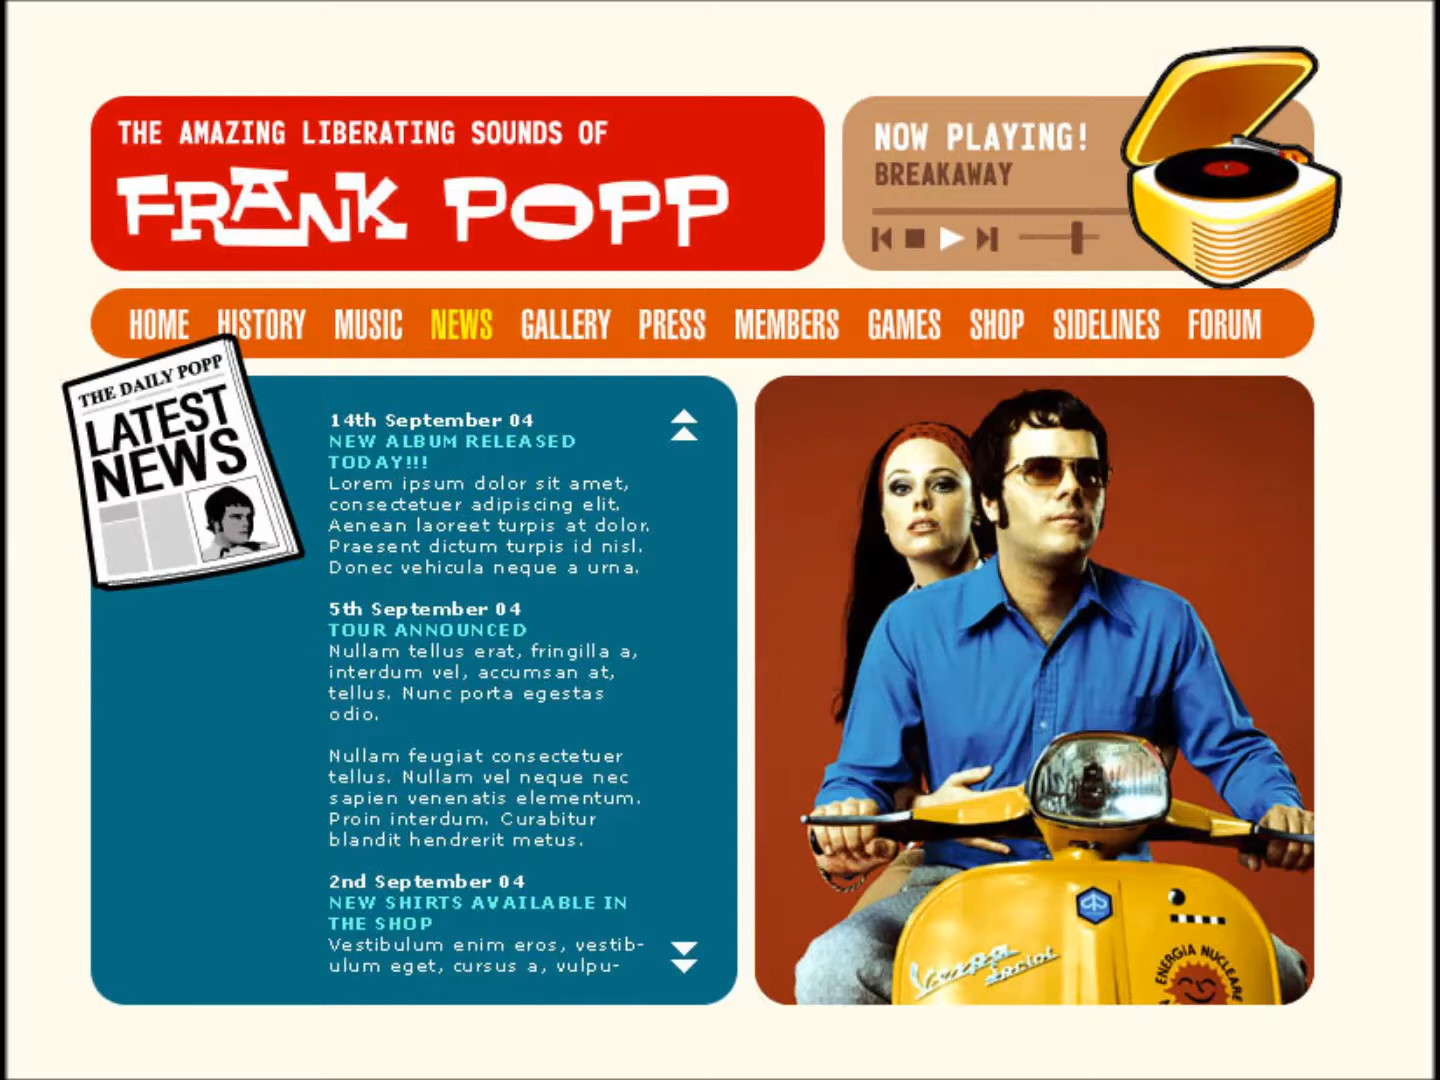 THE AMAZING LIBERATING SOUNDS OF
FRANK POPP
NOW PLAYING!
BREAKAWAY
HOME HISTORY MUSIC NEWS GALLERY PRESS MEMBERS GAMES SHOP SIDELINES FORUM
THE DAILY POPP
LATEST
NEWS
14th September 04
NEW ALBUM RELEASED
TODAY!!!
Lorem ipsum dolor sit amet,
consectetuer adipiscing elit.
Aenean laoreet turpis at dolor.
Praesent dictum turpis id nisl.
Donec vehicula neque a urna.
5th September 04
TOUR ANNOUNCED
Nullam tellus erat, fringilla a,
interdum vel, accumsan at,
tellus. Nunc porta egestas
odio.
Nullam feugiat consectetuer
tellus. Nullam vel neque nec
sapien venenatis elementum.
Proin interdum. Curabitur
blandit hendrerit metus.
2nd September 04
NEW SHIRTS AVAILABLE IN
THE SHOP
Vestibulum enim eros, vestib-
ulum eget, cursus a, vulpu-
Vespa
Special
ENERGIA NUCLEARE